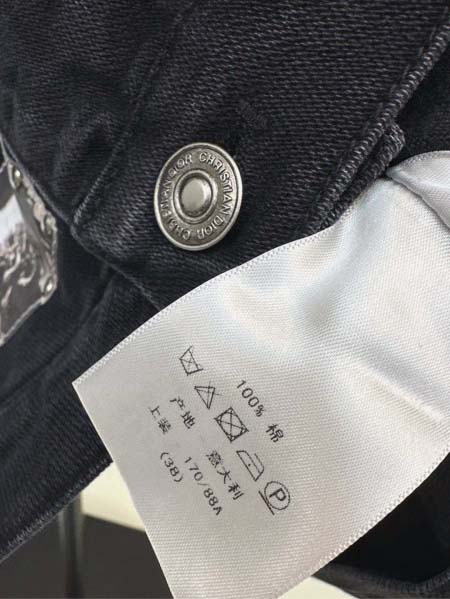 CHRISTIAN DIOR CHRISTIAN DIOR
100% 棉
P
产地 意大利
上装 170/88A
(38)